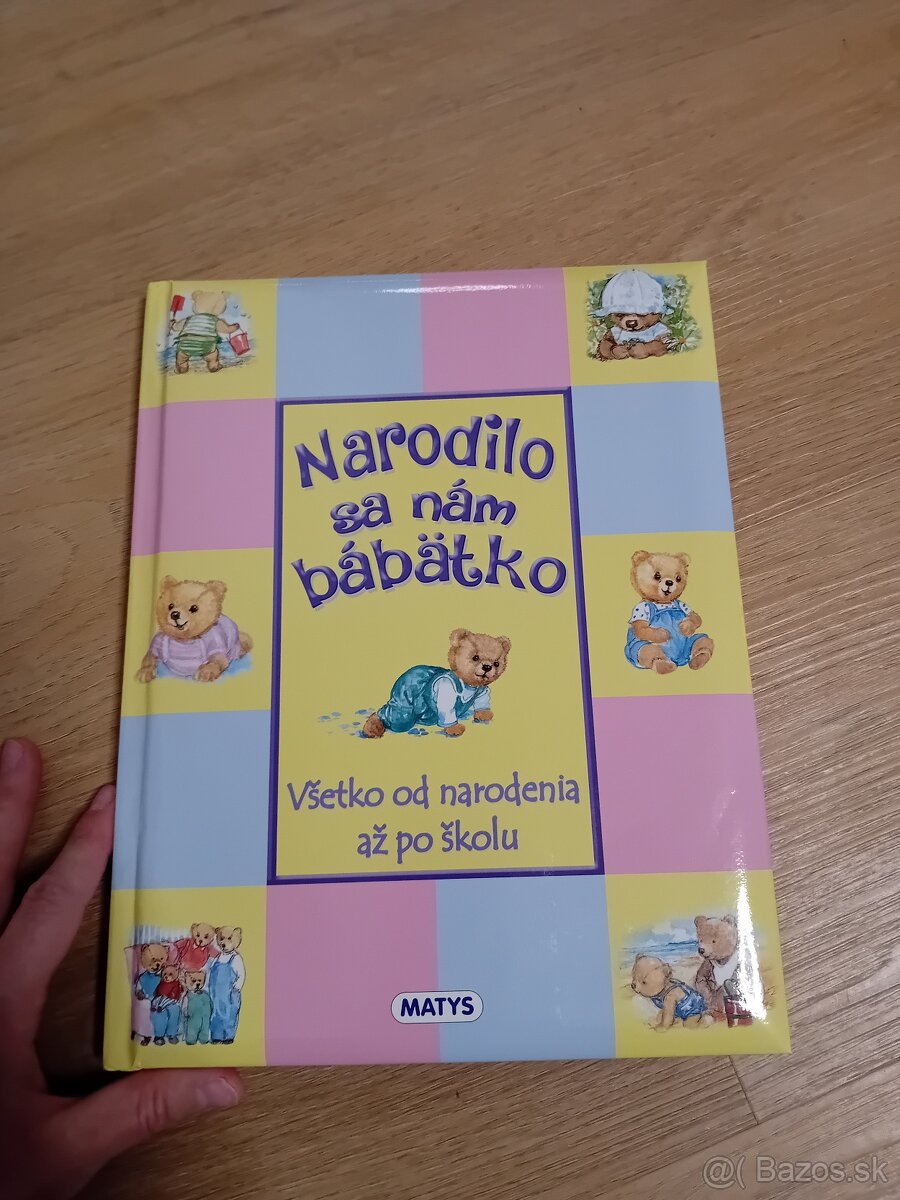 Narodilo
sa nám
bábätko
Všetko od narodenia
až po školu
MATYS
@( Bazos.sk